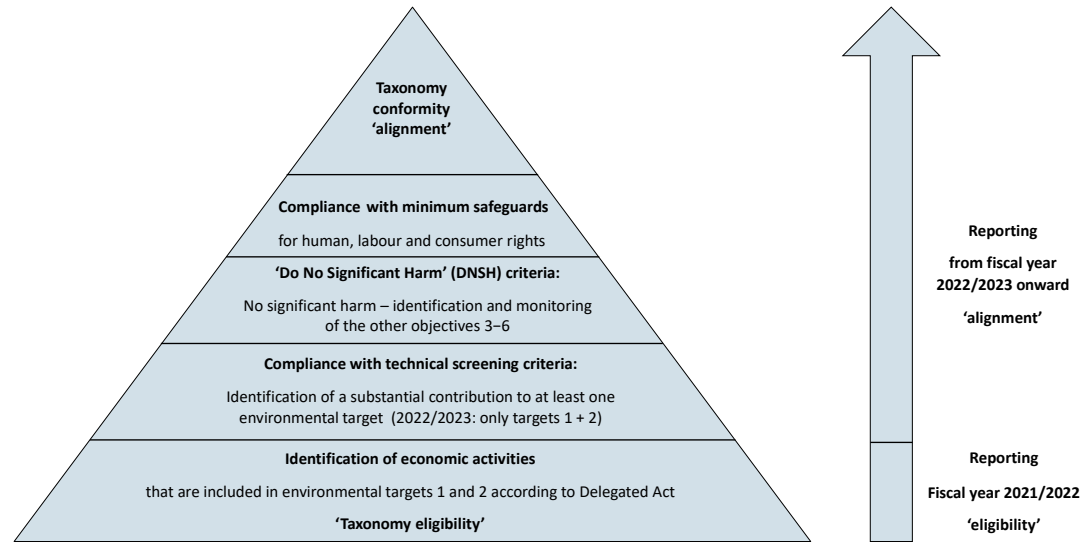 Taxonomy
conformity
‘alignment’
Compliance with minimum safeguards
for human, labour and consumer rights
‘Do No Significant Harm’ (DNSH) criteria:
No significant harm – identification and monitoring
of the other objectives 3–6
Compliance with technical screening criteria:
Identification of a substantial contribution to at least one
environmental target (2022/2023: only targets 1 + 2)
Identification of economic activities
that are included in environmental targets 1 and 2 according to Delegated Act
‘Taxonomy eligibility’
Reporting
from fiscal year
2022/2023 onward
‘alignment’
Reporting
Fiscal year 2021/2022
‘eligibility’